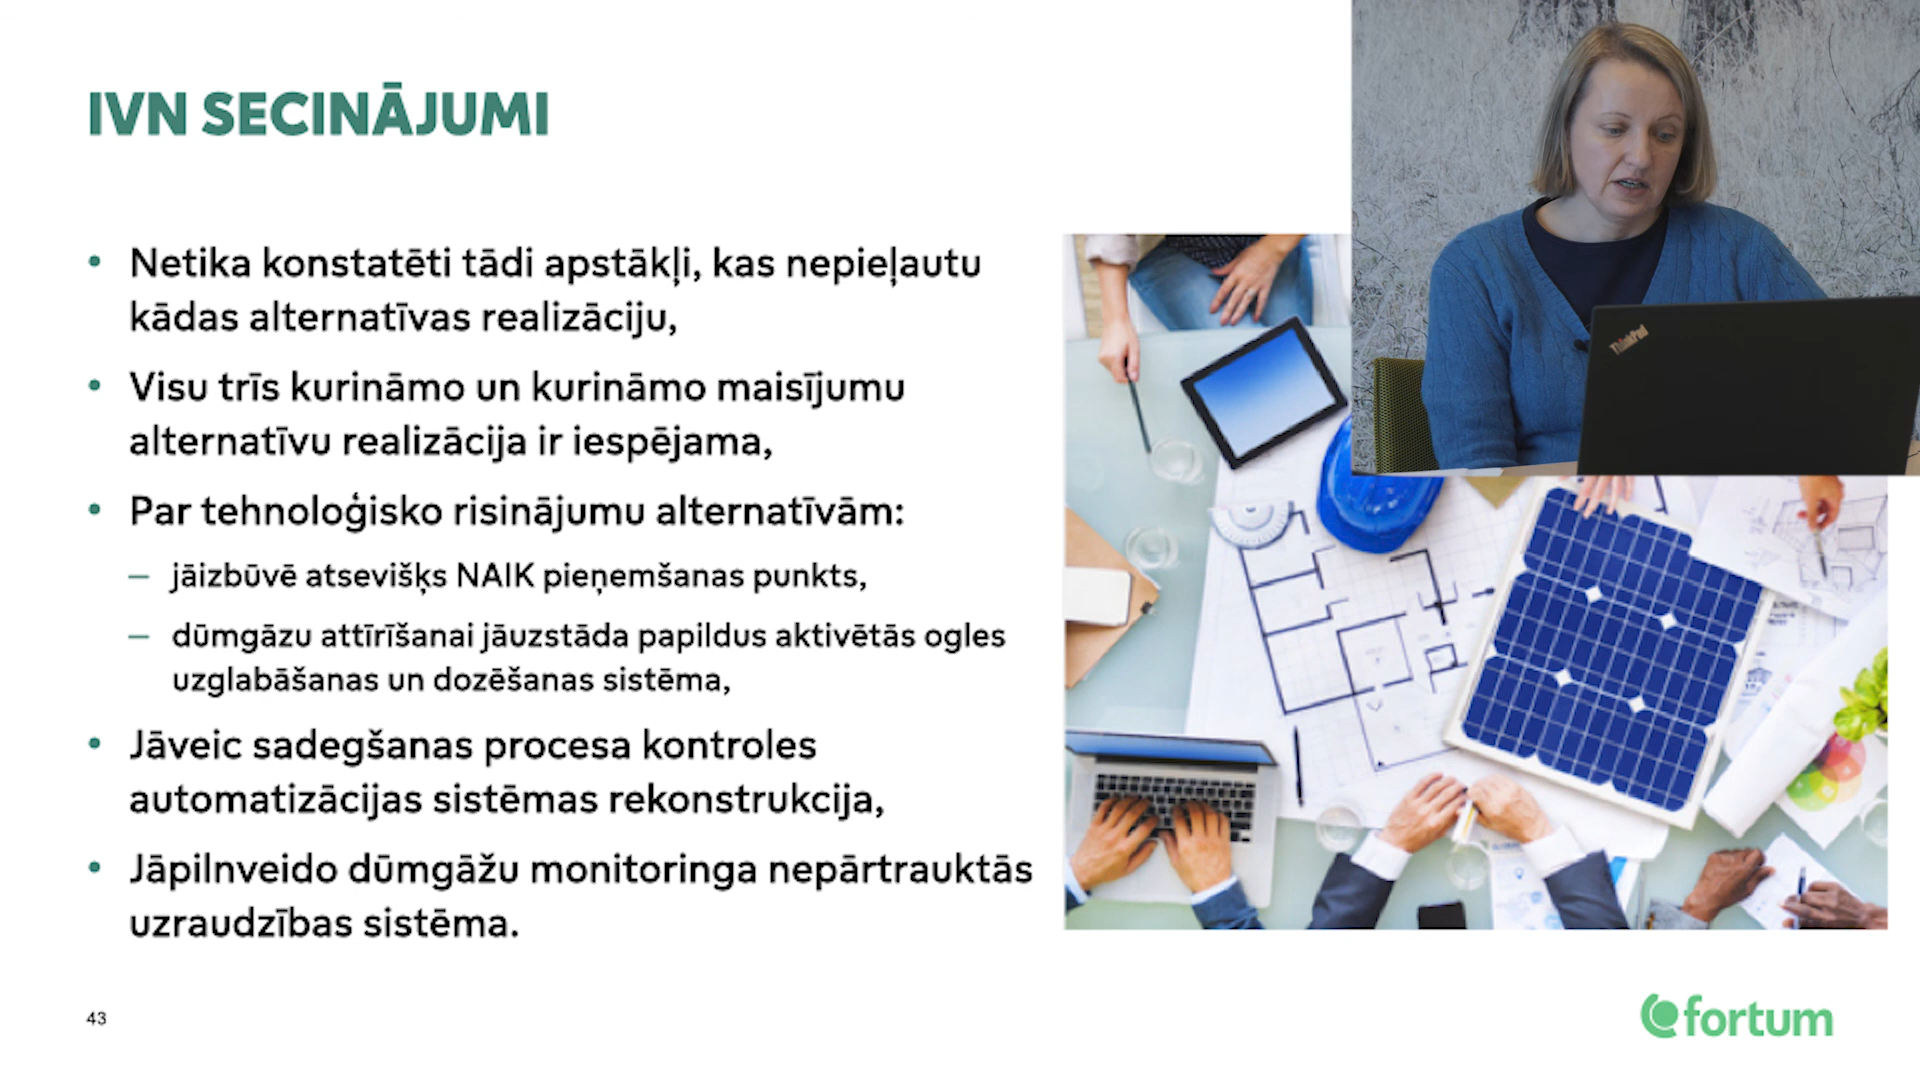 IVN SECINĀJUMI
• Netika konstatēti tādi apstākļi, kas nepieļautu
kādas alternatīvas realizāciju,
• Visu trīs kurināmo un kurināmo maisījumu
alternatīvu realizācija ir iespējama,
• Par tehnoloģisko risinājumu alternatīvām:
– jāizbūvē atsevišķs NAIK pieņemšanas punkts,
– dūmgāzu attīrīšanai jāuzstāda papildus aktivētās ogles
uzglabāšanas un dozēšanas sistēma,
• Jāveic sadegšanas procesa kontroles
automatizācijas sistēmas rekonstrukcija,
• Jāpilnveido dūmgāžu monitoringa nepārtrauktās
uzraudzības sistēma.
ThinkPad
43
fortum